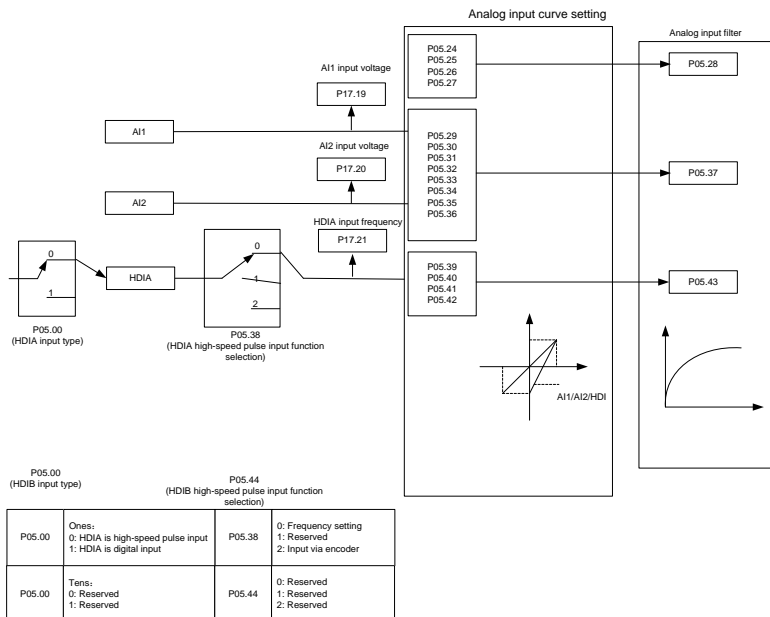 Analog input curve setting
Analog input filter
P05.24
P05.25
P05.26
P05.27
P05.28
AI1 input voltage
P17.19
AI1
AI2 input voltage
P17.20
AI2
P05.29
P05.30
P05.31
P05.32
P05.33
P05.34
P05.35
P05.36
P05.37
HDIA input frequency
P17.21
0
1
HDIA
0
1
2
P05.39
P05.40
P05.41
P05.42
P05.43
P05.00
(HDIA input type)
P05.38
(HDIA high-speed pulse input function
selection)
AI1/AI2/HDI
P05.00
(HDIB input type)
P05.44
(HDIB high-speed pulse input function
selection)
P05.00
Ones:
0: HDIA is high-speed pulse input
1: HDIA is digital input
P05.38
0: Frequency setting
1: Reserved
2: Input via encoder
P05.00
Tens:
0: Reserved
1: Reserved
P05.44
0: Reserved
1: Reserved
2: Reserved